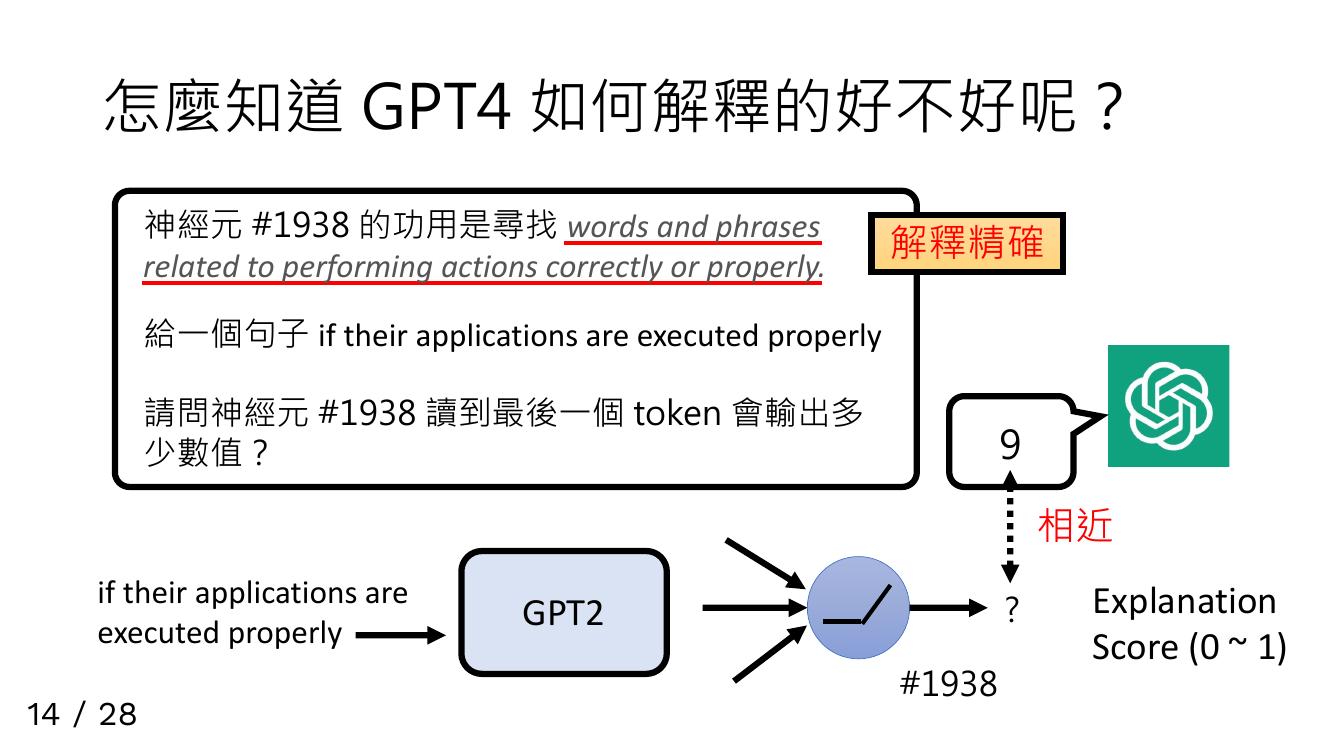 怎麼知道 GPT4 如何解釋的好不好呢？
神經元 #1938 的功用是尋找 words and phrases
related to performing actions correctly or properly.
解釋精確
給一個句子 if their applications are executed properly
請問神經元 #1938 讀到最後一個 token 會輸出多
少數值？
9
相近
if their applications are
executed properly
GPT2
?
#1938
Explanation
Score (0 ~ 1)
14 / 28